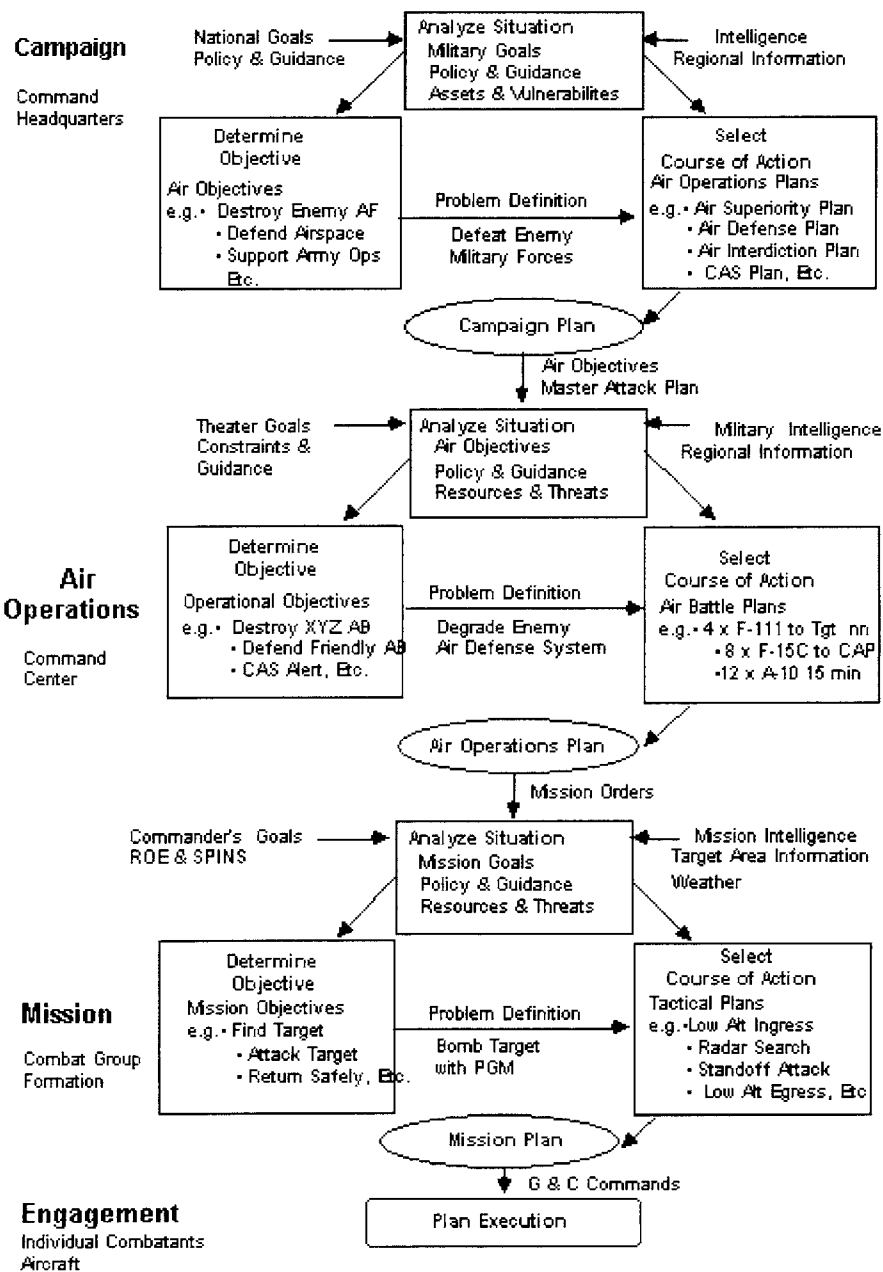 Campaign
Command
Headquarters
National Goals
Policy & Guidance
Analyze Situation
Military Goals
Policy & Guidance
Assets & Vulnerabilites
Intelligence
Regional Information
Determine
Objective
Air Objectives
e.g. • Destroy Enemy AF
• Defend Airspace
• Support Army Ops
Etc.
Problem Definition
Defeat Enemy
Military Forces
Select
Course of Action
Air Operations Plans
e.g. • Air Superiority Plan
• Air Defense Plan
• Air Interdiction Plan
• CAS Plan, Etc.
Campaign Plan
Air Objectives
Master Attack Plan
Air
Operations
Command
Center
Theater Goals
Constraints &
Guidance
Analyze Situation
Air Objectives
Policy & Guidance
Resources & Threats
Military Intelligence
Regional Information
Determine
Objective
Operational Objectives
e.g. • Destroy XYZ AB
• Defend Friendly AB
• CAS Alert, Etc.
Problem Definition
Degrade Enemy
Air Defense System
Select
Course of Action
Air Battle Plans
e.g. • 4 x F-111 to Tgt nn
• 8 x F-15C to CAP
• 12 x A-10 15 min
Air Operations Plan
Mission Orders
Mission
Combat Group
Formation
Commander's Goals
ROE & SPINS
Analyze Situation
Mission Goals
Policy & Guidance
Resources & Threats
Mission Intelligence
Target Area Information
Weather
Determine
Objective
Mission Objectives
e.g. • Find Target
• Attack Target
• Return Safely, Etc.
Problem Definition
Bomb Target
with PGM
Select
Course of Action
Tactical Plans
e.g. •Low Alt Ingress
• Radar Search
• Standoff Attack
• Low Alt Egress, Etc
Mission Plan
G & C Commands
Engagement
Individual Combatants
Aircraft
Plan Execution